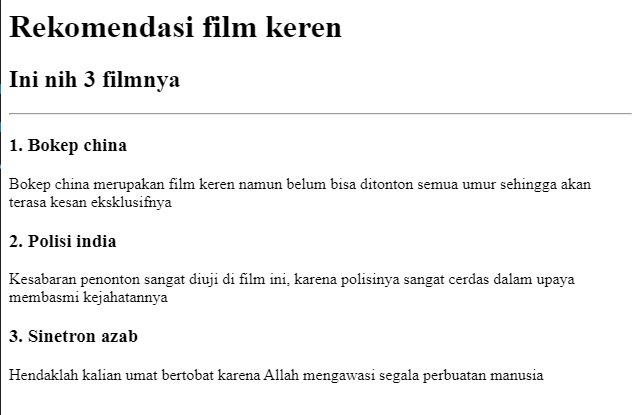 Rekomendasi film keren
Ini nih 3 filmnya
1. Bokep china
Bokep china merupakan film keren namun belum bisa ditonton semua umur sehingga akan
terasa kesan eksklusifnya
2. Polisi india
Kesabaran penonton sangat diuji di film ini, karena polisinya sangat cerdas dalam upaya
membasmi kejahatannya
3. Sinetron azab
Hendaklah kalian umat bertobat karena Allah mengawasi segala perbuatan manusia